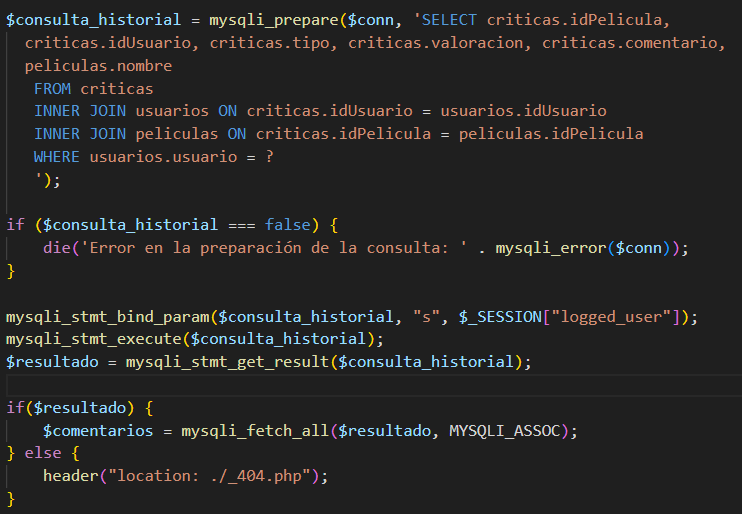 $consulta_historial = mysqli_prepare($conn, 'SELECT criticas.idPelicula,
criticas.idUsuario, criticas.tipo, criticas.valoracion, criticas.comentario,
peliculas.nombre
FROM criticas
INNER JOIN usuarios ON criticas.idUsuario = usuarios.idUsuario
INNER JOIN peliculas ON criticas.idPelicula = peliculas.idPelicula
WHERE usuarios.usuario = ?
');
if ($consulta_historial === false) {
die('Error en la preparación de la consulta: ' . mysqli_error($conn));
}
mysqli_stmt_bind_param($consulta_historial, "s", $_SESSION["logged_user"]);
mysqli_stmt_execute($consulta_historial);
$resultado = mysqli_stmt_get_result($consulta_historial);
if($resultado) {
$comentarios = mysqli_fetch_all($resultado, MYSQLI_ASSOC);
} else {
header("location: ./_404.php");
}